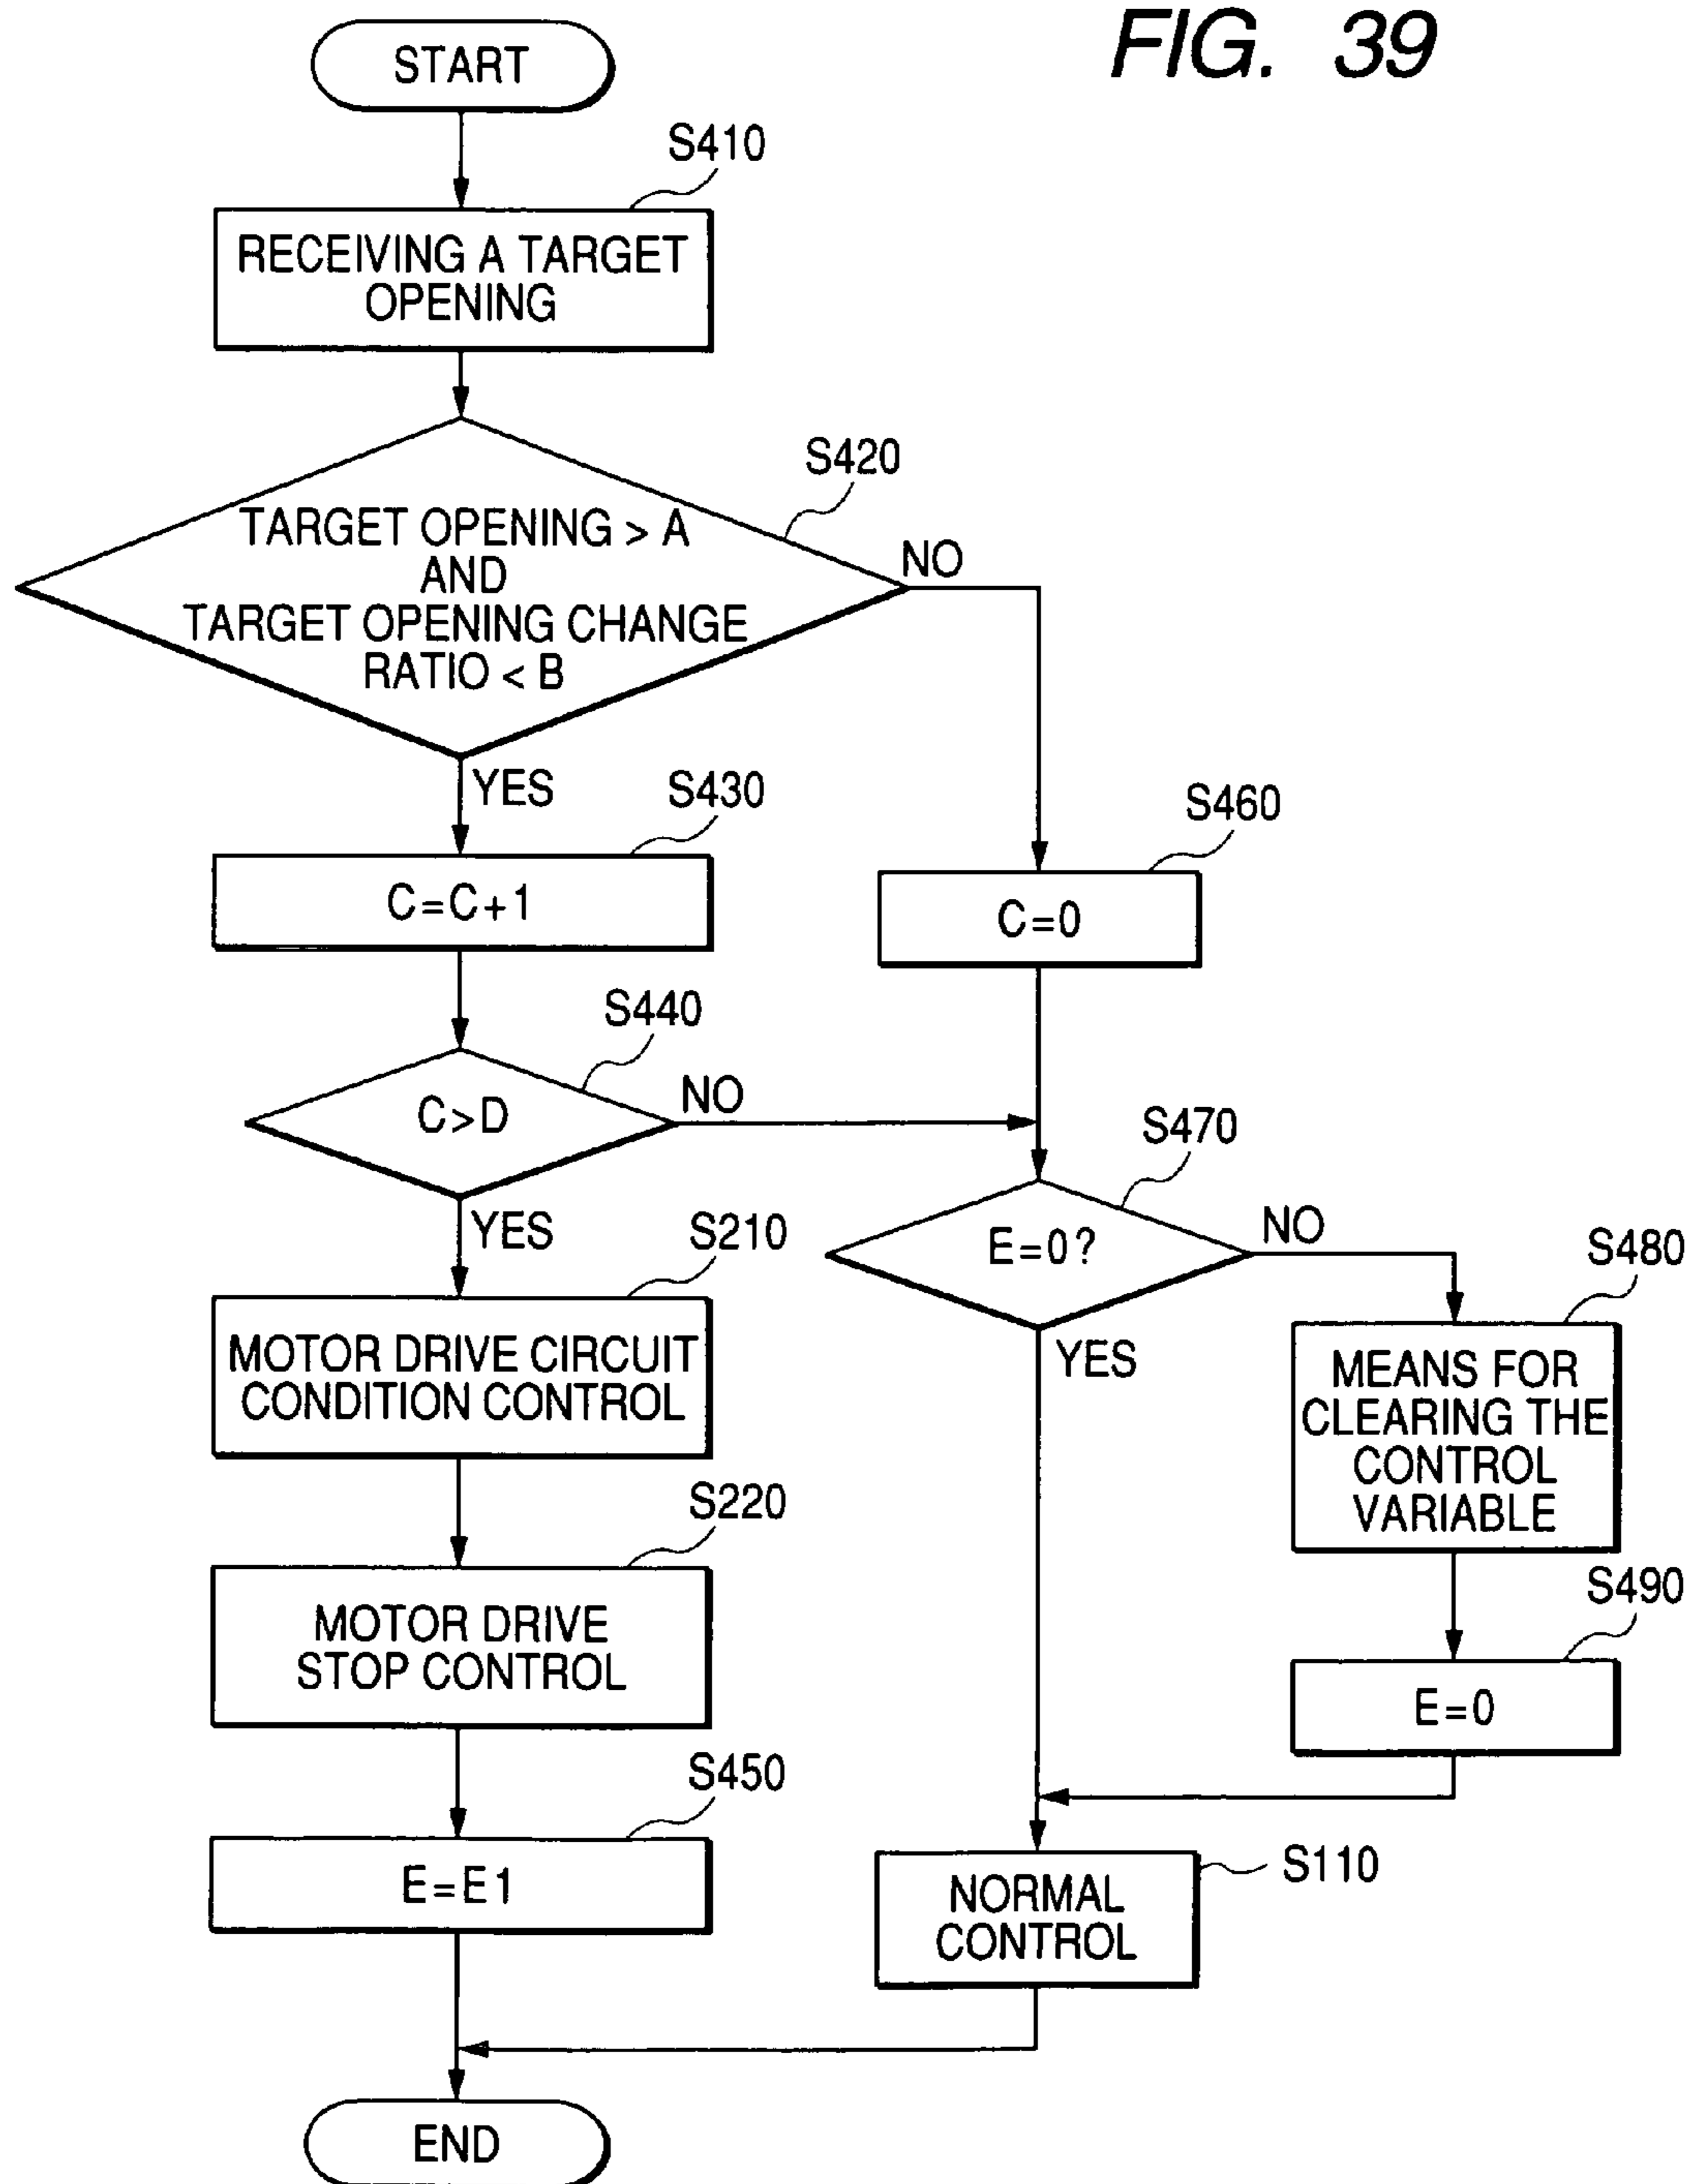 FIG. 39
START
S410
RECEIVING A TARGET
OPENING
S420
TARGET OPENING > A
AND
TARGET OPENING CHANGE
RATIO < B
NO
YES
S430
C=C+1
S460
C=0
S440
C>D
NO
YES
S470
E=0?
NO
YES
S210
MOTOR DRIVE CIRCUIT
CONDITION CONTROL
S480
MEANS FOR
CLEARING THE
CONTROL
VARIABLE
S220
MOTOR DRIVE
STOP CONTROL
S490
E=0
S450
E=E1
S110
NORMAL
CONTROL
END